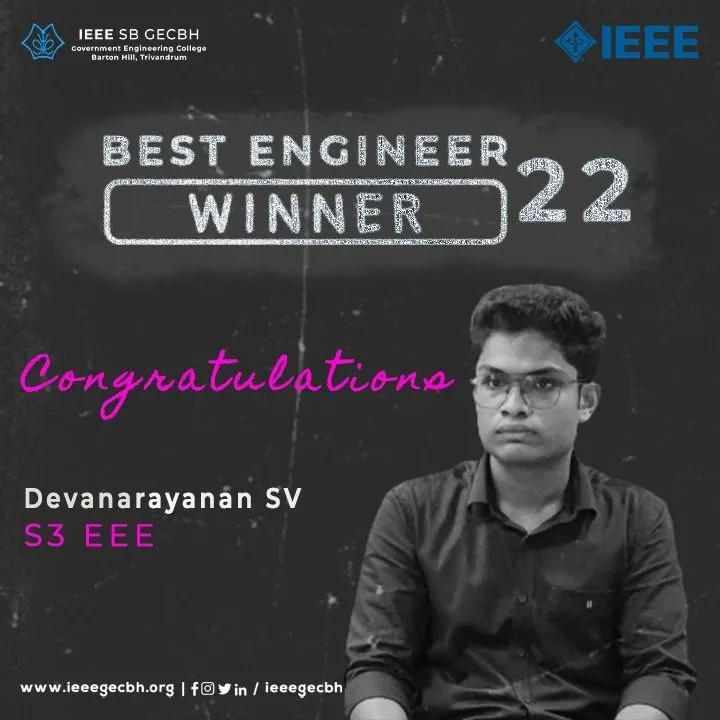 IEEE SB GECBH
Government Engineering College
Barton Hill, Trivandrum
IEEE
BEST ENGINEER
WINNER
22
Congratulations
Devanarayanan SV
S3 EEE
www.ieeegecbh.org | / ieeegecbh